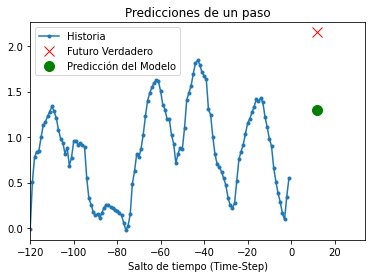 Predicciones de un paso
Historia
Futuro Verdadero
Predicción del Modelo
2.0
1.5
1.0
0.5
0.0
−120 −100 −80 −60 −40 −20 0 20
Salto de tiempo (Time-Step)